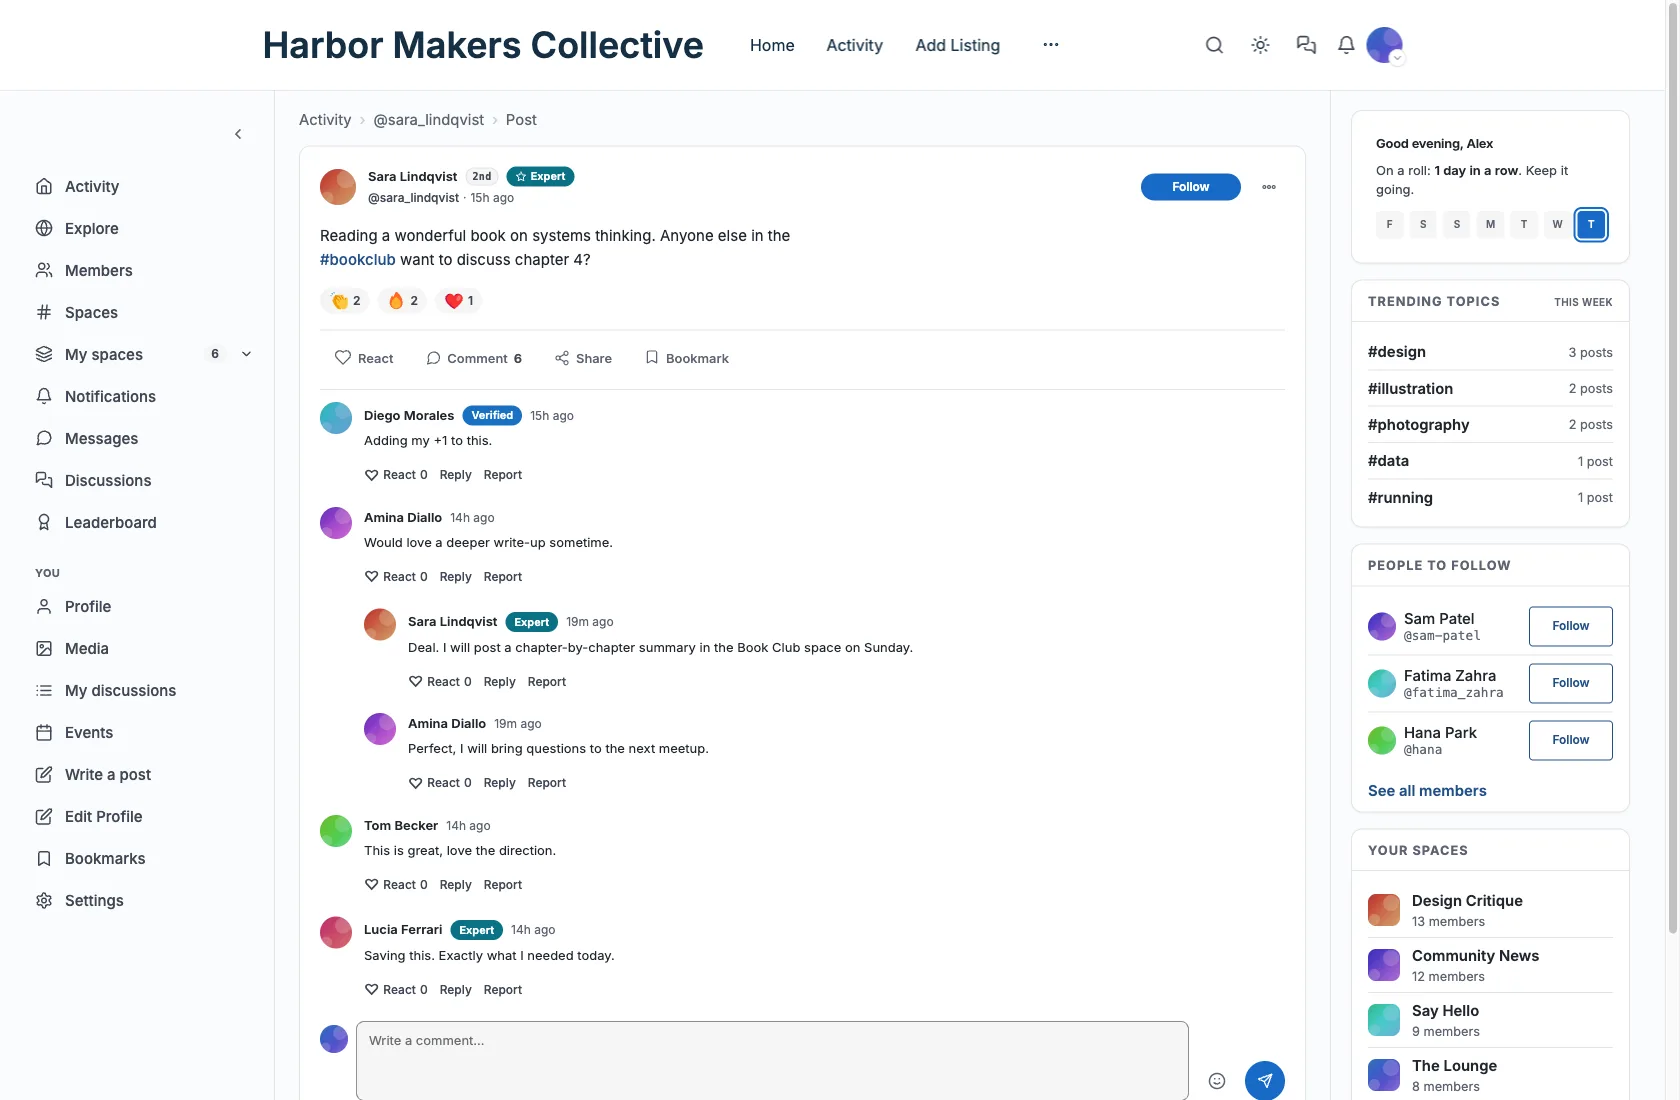 Harbor Makers Collective
Home
Activity
Add Listing
Activity
Explore
Members
Spaces
My spaces 6
Notifications
Messages
Discussions
Leaderboard
YOU
Profile
Media
My discussions
Events
Write a post
Edit Profile
Bookmarks
Settings
Activity › @sara_lindqvist › Post
Sara Lindqvist 2nd Expert
@sara_lindqvist · 15h ago
Follow
Reading a wonderful book on systems thinking. Anyone else in the
#bookclub want to discuss chapter 4?
👏 2 🔥 2 ❤️ 1
React Comment 6 Share Bookmark
Diego Morales Verified 15h ago
Adding my +1 to this.
React 0 Reply Report
Amina Diallo 14h ago
Would love a deeper write-up sometime.
React 0 Reply Report
Sara Lindqvist Expert 19m ago
Deal. I will post a chapter-by-chapter summary in the Book Club space on Sunday.
React 0 Reply Report
Amina Diallo 19m ago
Perfect, I will bring questions to the next meetup.
React 0 Reply Report
Tom Becker 14h ago
This is great, love the direction.
React 0 Reply Report
Lucia Ferrari Expert 14h ago
Saving this. Exactly what I needed today.
React 0 Reply Report
Write a comment...
Good evening, Alex
On a roll: 1 day in a row. Keep it
going.
F S S M T W T
TRENDING TOPICS THIS WEEK
#design 3 posts
#illustration 2 posts
#photography 2 posts
#data 1 post
#running 1 post
PEOPLE TO FOLLOW
Sam Patel
@sam-patel
Follow
Fatima Zahra
@fatima_zahra
Follow
Hana Park
@hana
Follow
See all members
YOUR SPACES
Design Critique
13 members
Community News
12 members
Say Hello
9 members
The Lounge
8 members